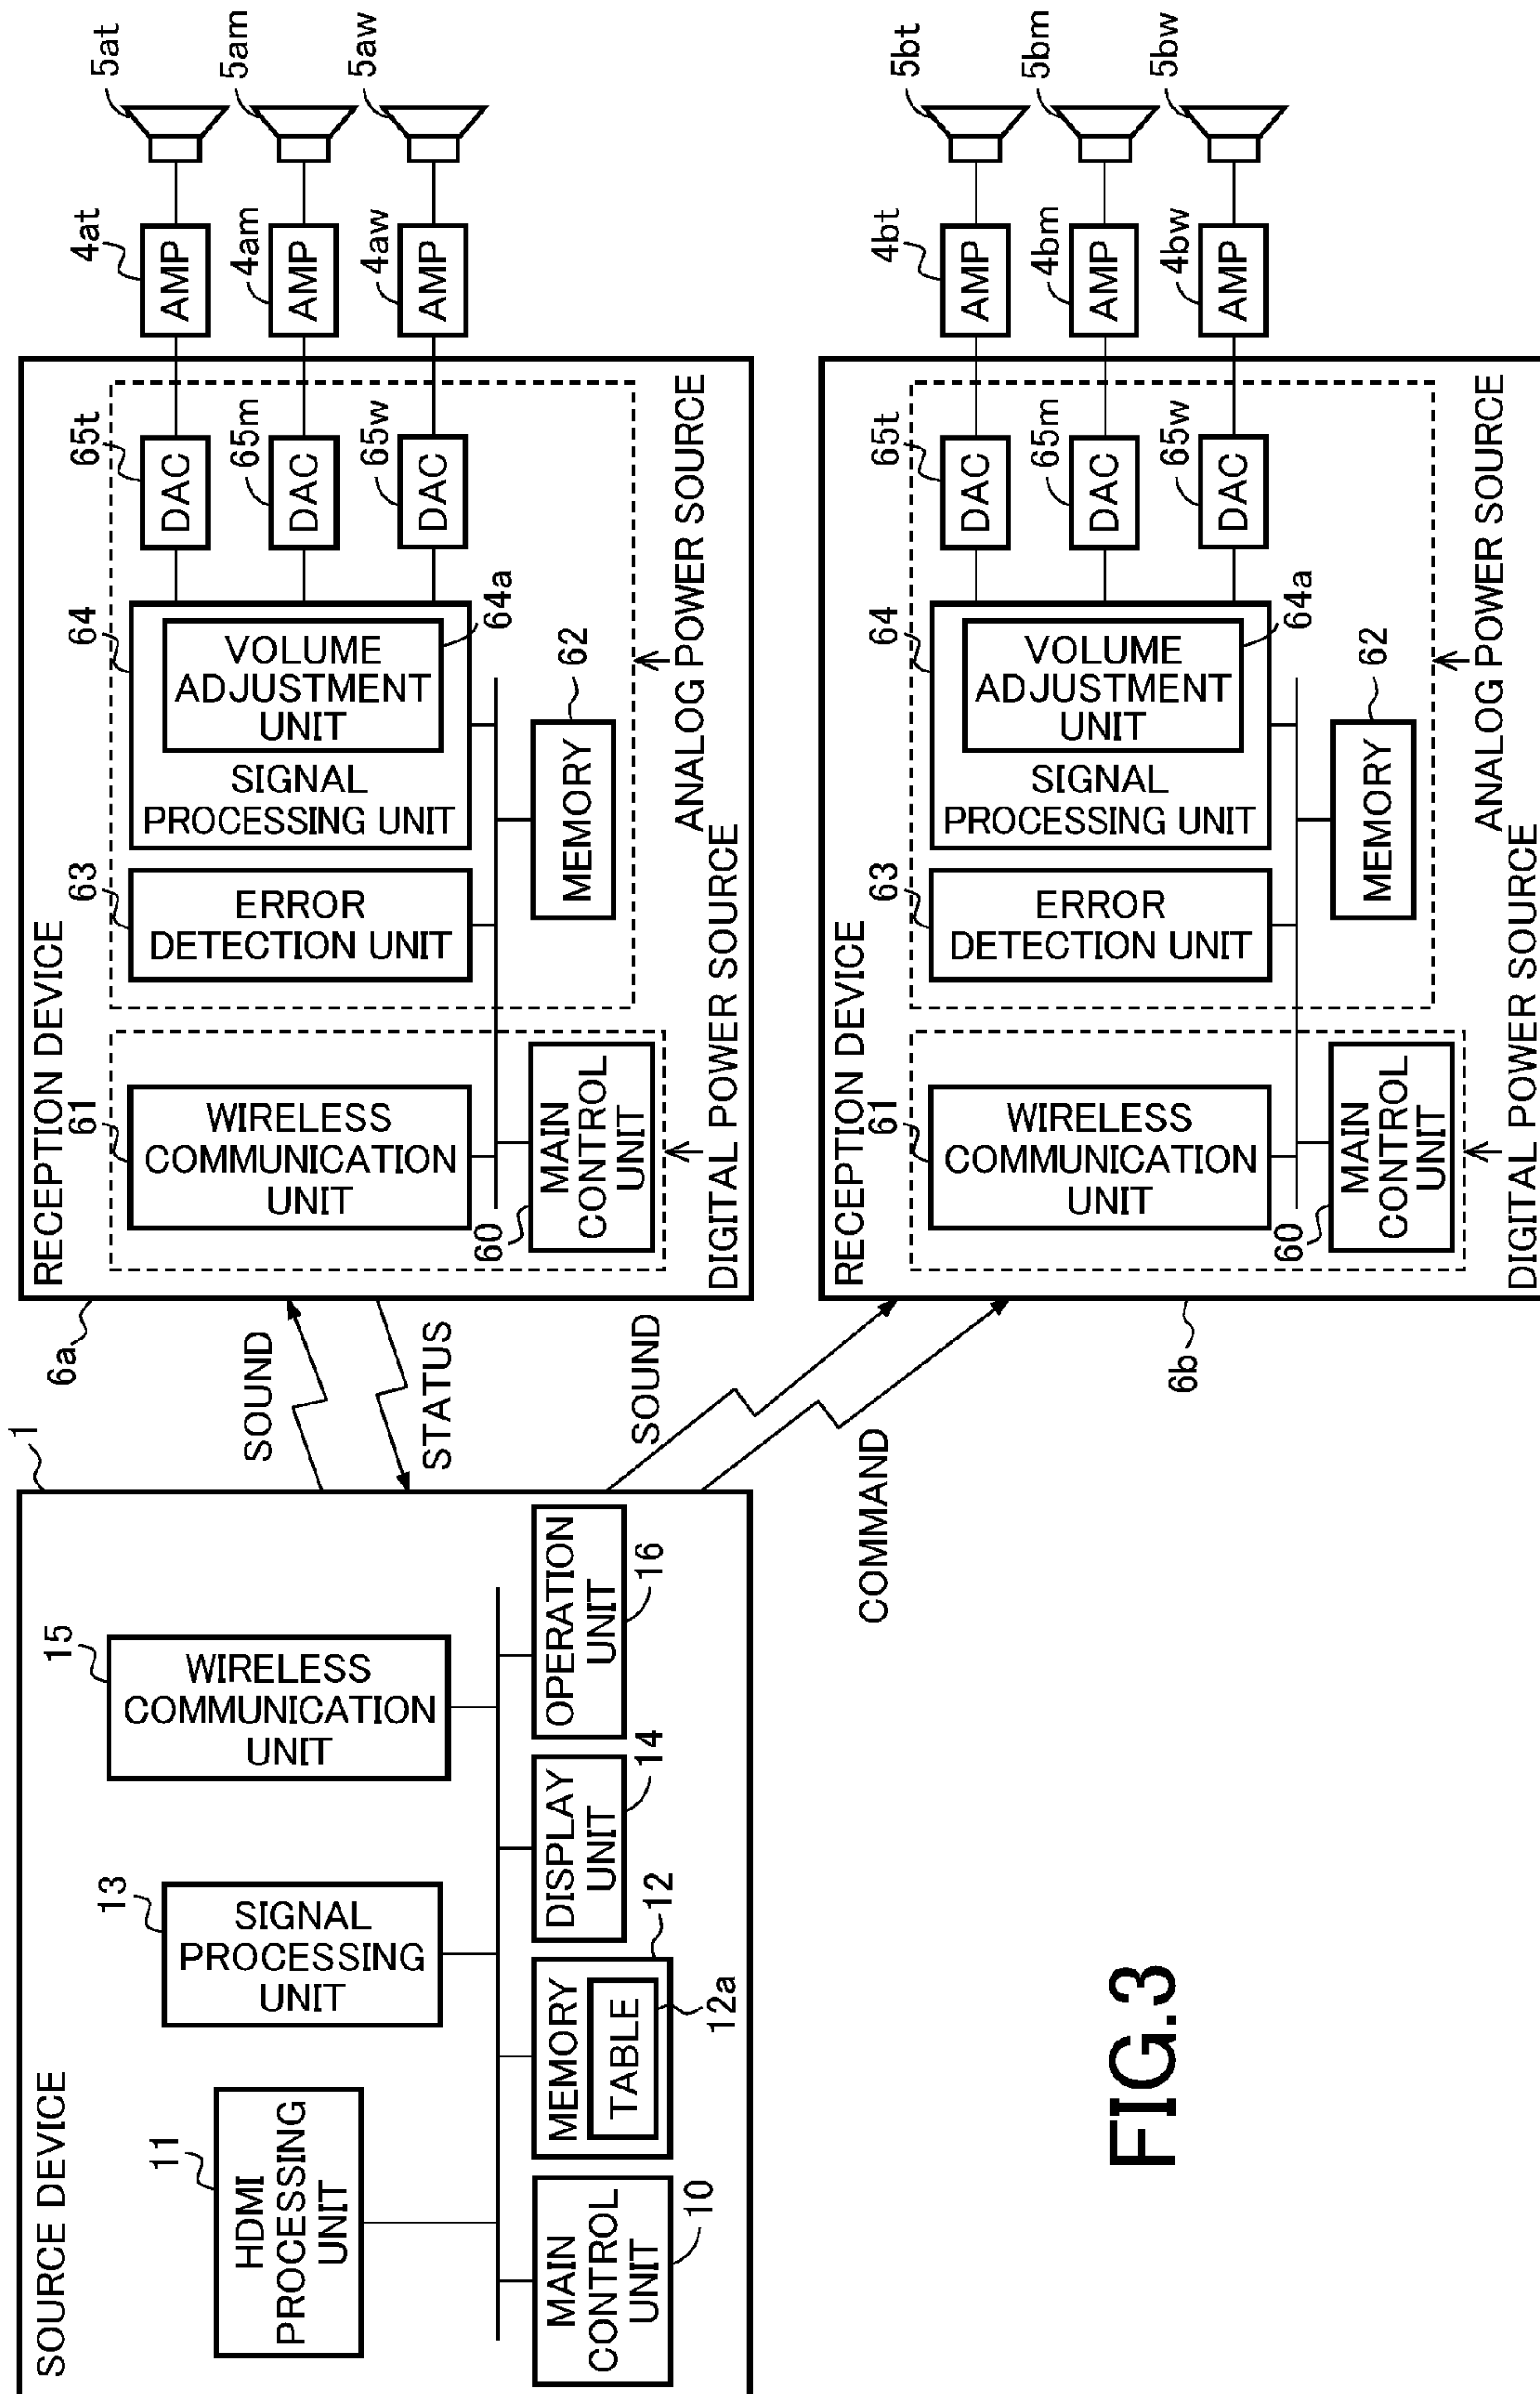 SOURCE DEVICE
1
11
HDMI
PROCESSING
UNIT
13
SIGNAL
PROCESSING
UNIT
15
WIRELESS
COMMUNICATION
UNIT
MAIN
CONTROL
UNIT
10
MEMORY
TABLE
12
12a
DISPLAY
UNIT
14
OPERATION
UNIT
16
SOUND
STATUS
SOUND
COMMAND
6a
RECEPTION DEVICE
61
WIRELESS
COMMUNICATION
UNIT
60
MAIN
CONTROL
UNIT
DIGITAL POWER SOURCE
63
ERROR
DETECTION UNIT
64
VOLUME
ADJUSTMENT
UNIT
64a
SIGNAL
PROCESSING UNIT
MEMORY
62
ANALOG POWER SOURCE
65t
DAC
65m
DAC
65w
DAC
4at
AMP
4am
AMP
4aw
AMP
5at
5am
5aw
6b
RECEPTION DEVICE
61
WIRELESS
COMMUNICATION
UNIT
60
MAIN
CONTROL
UNIT
DIGITAL POWER SOURCE
63
ERROR
DETECTION UNIT
64
VOLUME
ADJUSTMENT
UNIT
64a
SIGNAL
PROCESSING UNIT
MEMORY
62
ANALOG POWER SOURCE
65t
DAC
65m
DAC
65w
DAC
4bt
AMP
4bm
AMP
4bw
AMP
5bt
5bm
5bw
FIG.3